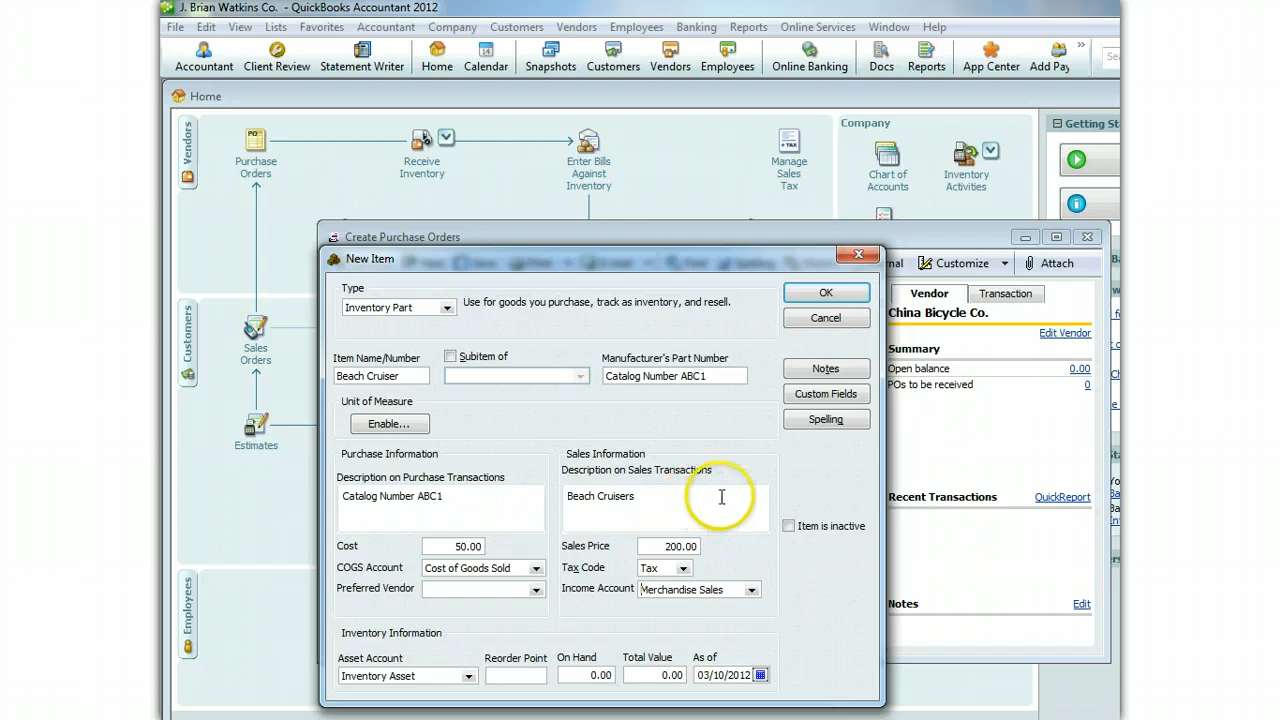 J. Brian Watkins Co. - QuickBooks Accountant 2012
File Edit View Lists Favorites Accountant Company Customers Vendors Employees Banking Reports Online Services Window Help
Accountant Client Review Statement Writer Home Calendar Snapshots Customers Vendors Employees Online Banking Docs Reports App Center Add Pay
Home
Vendors
Purchase
Orders
Receive
Inventory
Enter Bills
Against
Inventory
Manage
Sales
Tax
Company
Chart of
Accounts
Inventory
Activities
Getting St
Customers
Sales
Orders
Estimates
Employees
Create Purchase Orders
Customize
Attach
New Item
Type
Inventory Part
Use for goods you purchase, track as inventory, and resell.
OK
Cancel
Item Name/Number
Beach Cruiser
Subitem of
Manufacturer's Part Number
Catalog Number ABC1
Notes
Custom Fields
Spelling
Unit of Measure
Enable...
Purchase Information
Description on Purchase Transactions
Catalog Number ABC1
Cost 50.00
COGS Account Cost of Goods Sold
Preferred Vendor
Sales Information
Description on Sales Transactions
Beach Cruisers
Sales Price 200.00
Tax Code Tax
Income Account Merchandise Sales
Item is inactive
Inventory Information
Asset Account Reorder Point On Hand Total Value As of
Inventory Asset 0.00 0.00 03/10/2012
Vendor Transaction
China Bicycle Co.
Edit Vendor
Summary
Open balance 0.00
POs to be received 0
Recent Transactions QuickReport
Notes Edit